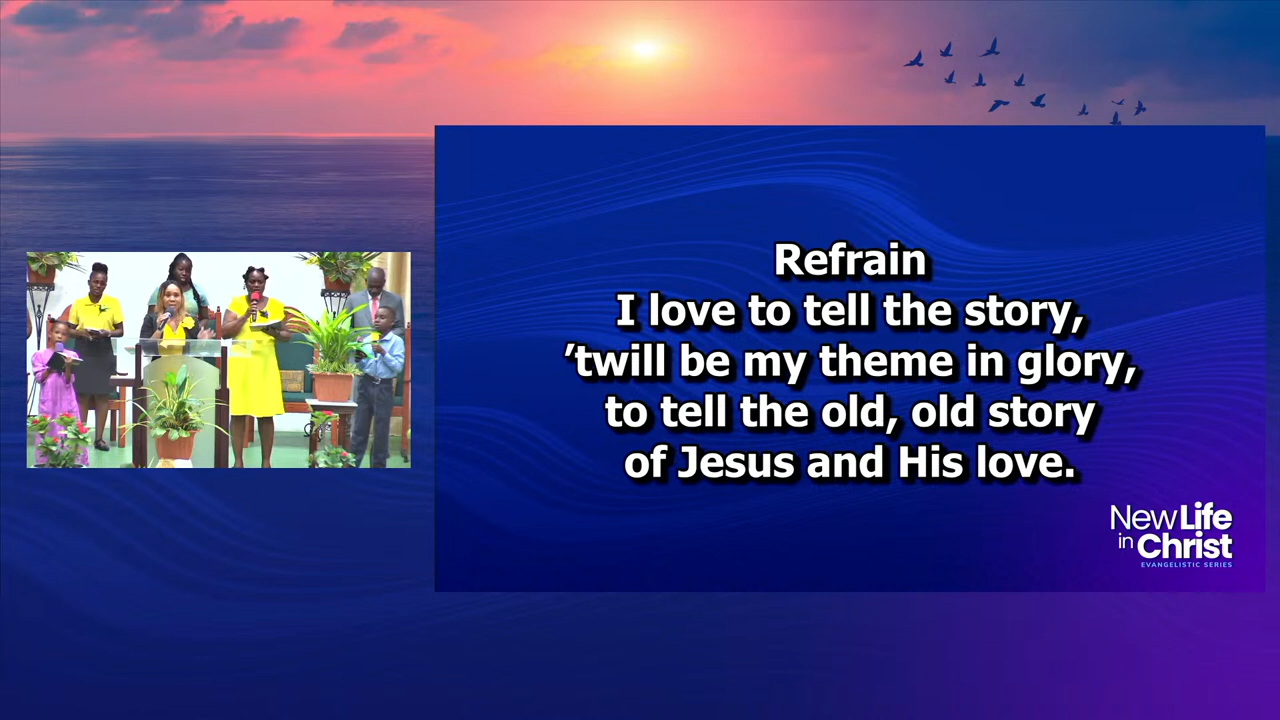 Refrain
I love to tell the story,
’twill be my theme in glory,
to tell the old, old story
of Jesus and His love.
New Life
in Christ
EVANGELISTIC SERIES